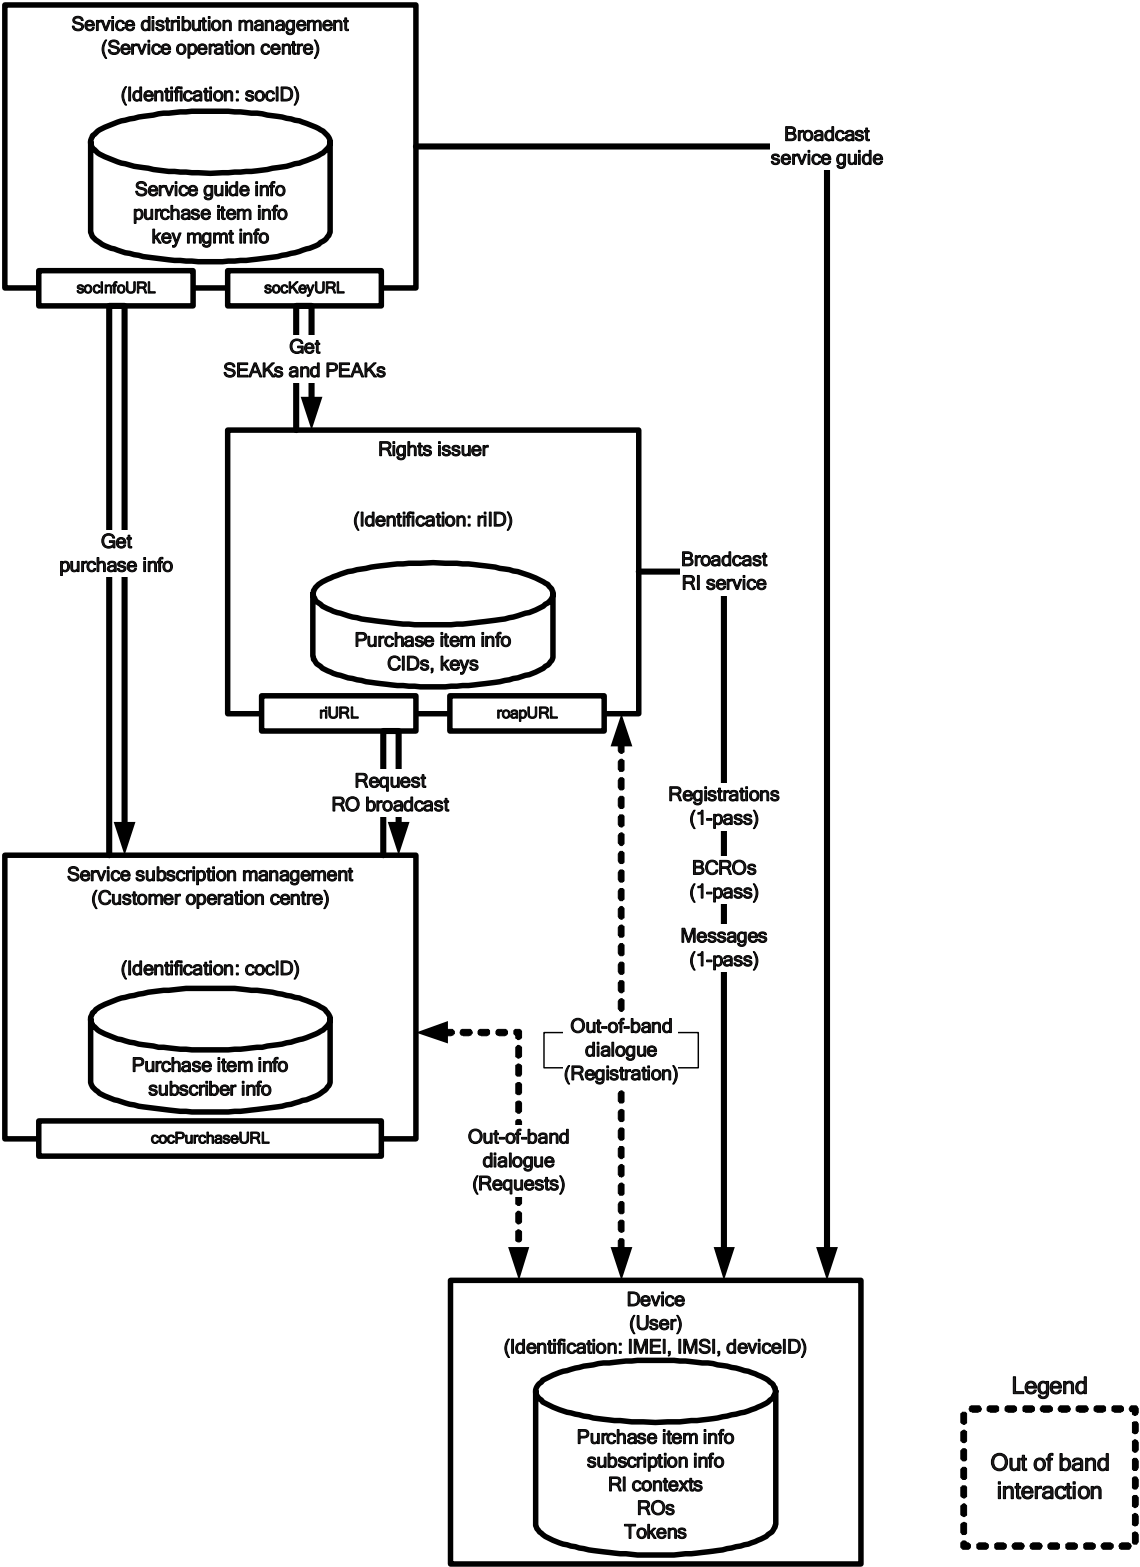 Service distribution management
(Service operation centre)
(Identification: socID)
Service guide info
purchase item info
key mgmt info
socInfoURL
socKeyURL
Broadcast
service guide
Get
SEAKs and PEAKs
Rights issuer
(Identification: riID)
Purchase item info
CIDs, keys
riURL
roapURL
Broadcast
RI service
Get
purchase info
Request
RO broadcast
Registrations
(1-pass)
BCROs
(1-pass)
Messages
(1-pass)
Service subscription management
(Customer operation centre)
(Identification: cocID)
Purchase item info
subscriber info
cocPurchaseURL
Out-of-band
dialogue
(Registration)
Out-of-band
dialogue
(Requests)
Device
(User)
(Identification: IMEI, IMSI, deviceID)
Purchase item info
subscription info
RI contexts
ROs
Tokens
Legend
Out of band
interaction